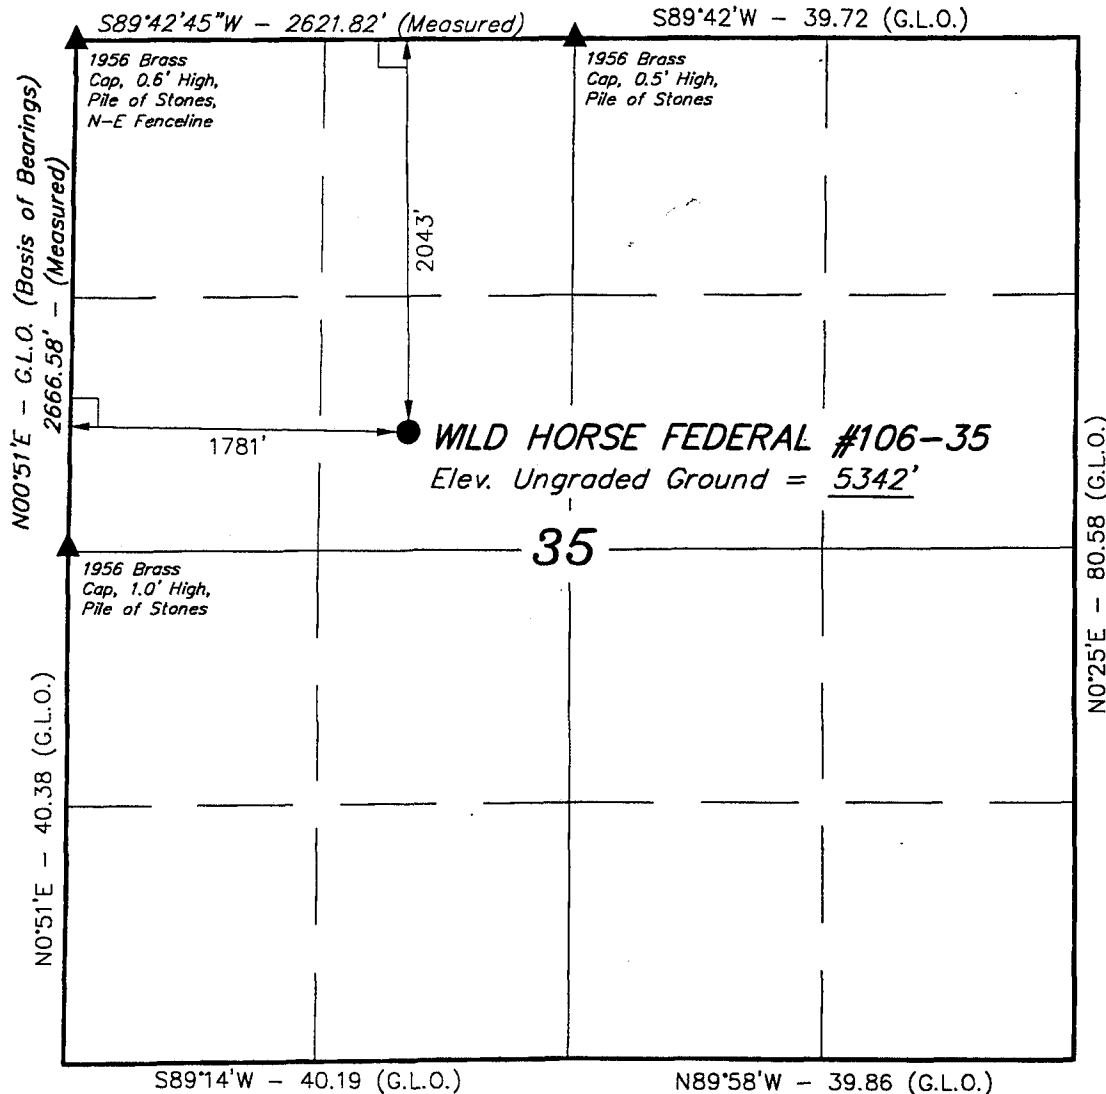 S89°42'45"W - 2621.82' (Measured)
S89°42'W - 39.72 (G.L.O.)
1956 Brass
Cap, 0.6' High,
Pile of Stones,
N-E Fenceline
1956 Brass
Cap, 0.5' High,
Pile of Stones
N00°51'E - G.L.O. (Basis of Bearings)
2666.58' - (Measured)
2043'
1781'
WILD HORSE FEDERAL #106-35
Elev. Ungraded Ground = 5342'
35
1956 Brass
Cap, 1.0' High,
Pile of Stones
N0°51'E - 40.38 (G.L.O.)
N0°25'E - 80.58 (G.L.O.)
S89°14'W - 40.19 (G.L.O.)
N89°58'W - 39.86 (G.L.O.)